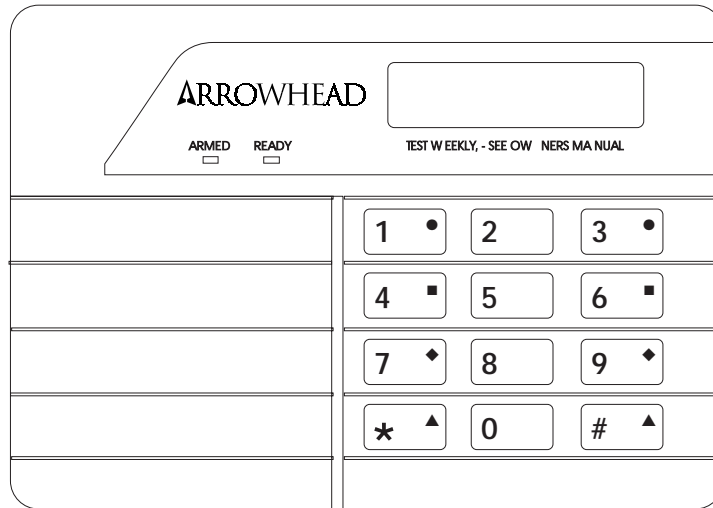 ARROWHEAD
ARMED READY
TEST W EEKLY, - SEE OW NERS MA NUAL
1 ● 2 3 ●
4 ■ 5 6 ■
7 ◆ 8 9 ◆
* ▲ 0 # ▲